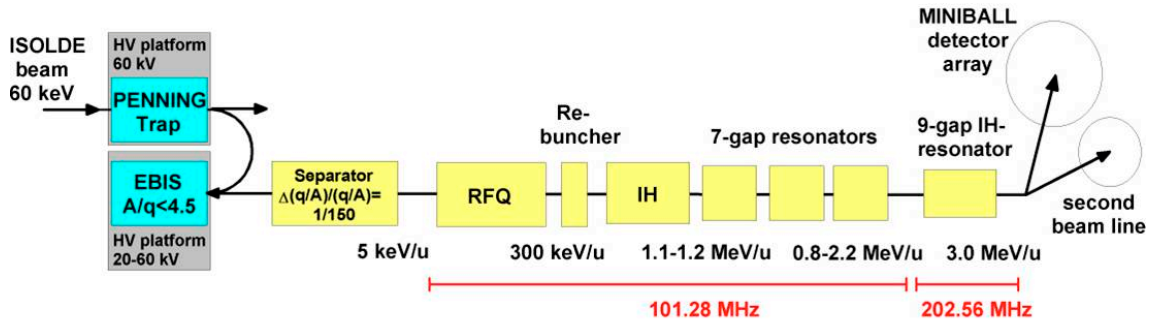 ISOLDE
beam
60 keV
HV platform
60 kV
PENNING
Trap
EBIS
A/q<4.5
HV platform
20-60 kV
Separator
Δ(q/A)/(q/A)=
1/150
5 keV/u
RFQ
Re-
buncher
300 keV/u
IH
1.1-1.2 MeV/u
7-gap resonators
0.8-2.2 MeV/u
9-gap IH-
resonator
3.0 MeV/u
MINIBALL
detector
array
second
beam line
101.28 MHz
202.56 MHz